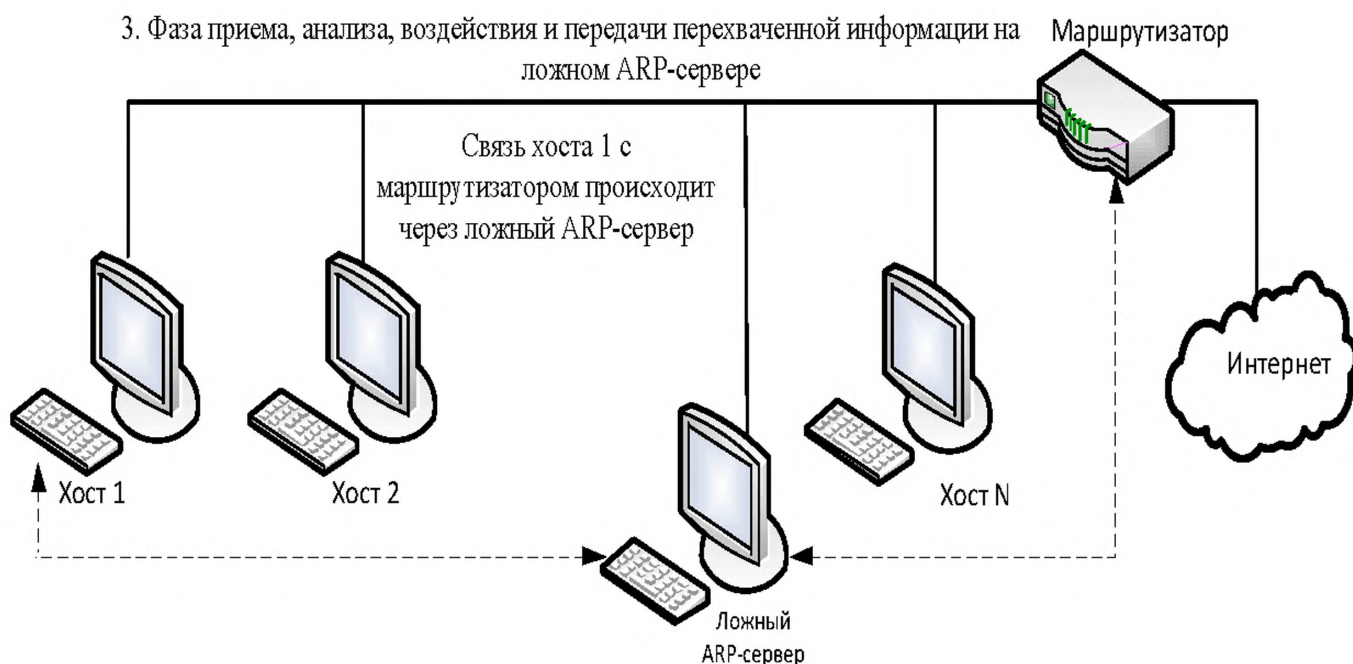 3. Фаза приема, анализа, воздействия и передачи перехваченной информации на
ложном ARP-сервере
Маршрутизатор
Связь хоста 1 с
маршрутизатором происходит
через ложный ARP-сервер
Интернет
Хост 1
Хост 2
Хост N
Ложный
ARP-сервер